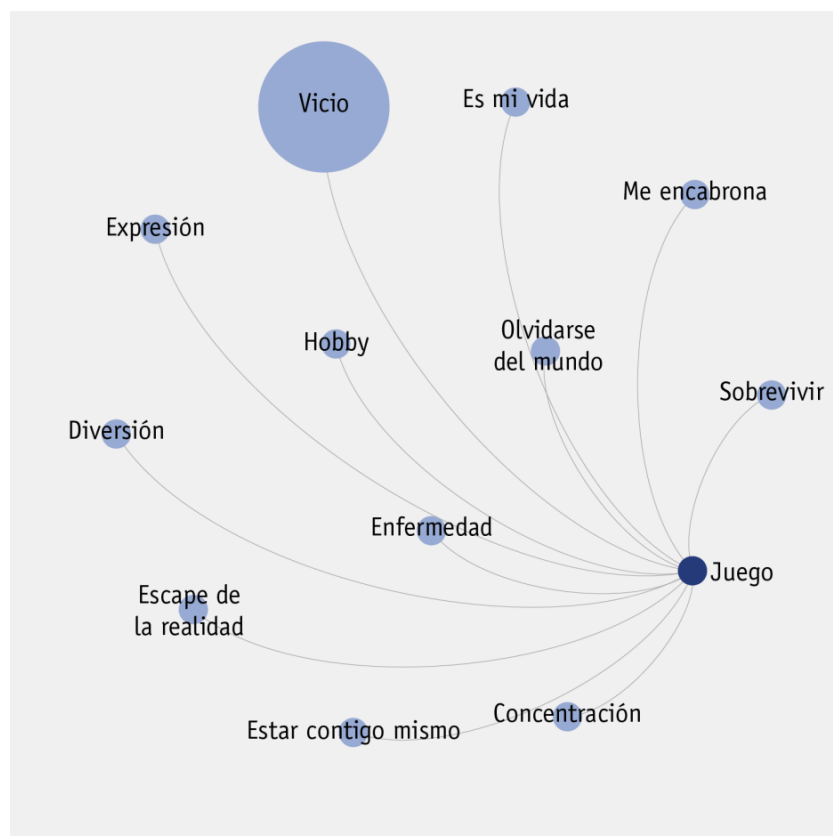 Vicio
Es mi vida
Me encabrona
Expresión
Hobby
Olvidarse
del mundo
Sobrevivir
Diversión
Enfermedad
Juego
Escape de
la realidad
Estar contigo mismo
Concentración